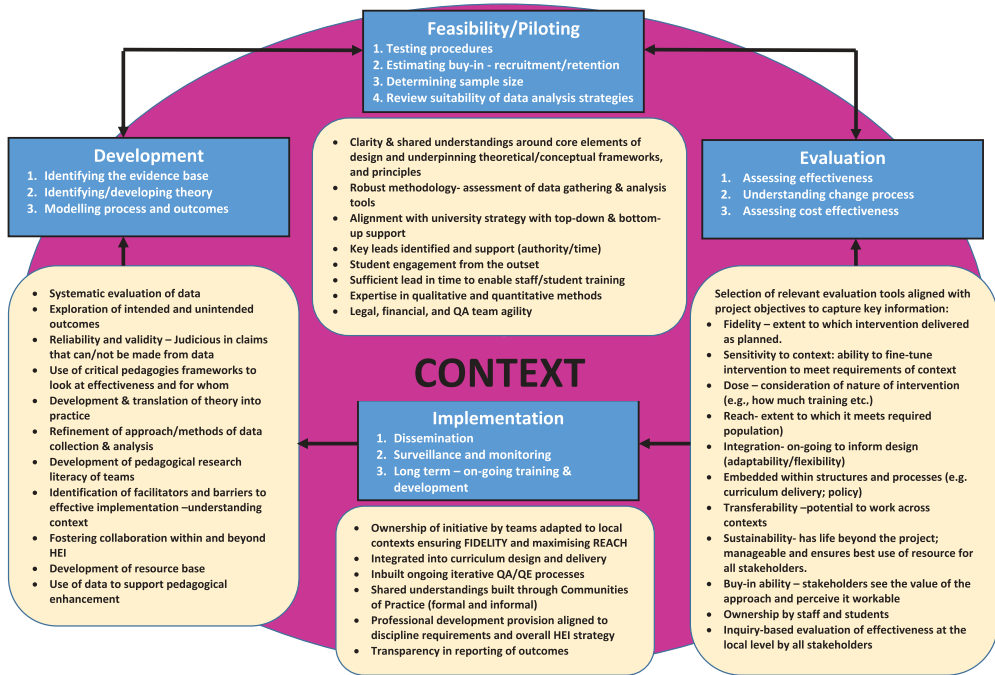 Feasibility/Piloting
1. Testing procedures
2. Estimating buy-in - recruitment/retention
3. Determining sample size
4. Review suitability of data analysis strategies
Development
1. Identifying the evidence base
2. Identifying/developing theory
3. Modelling process and outcomes
Evaluation
1. Assessing effectiveness
2. Understanding change process
3. Assessing cost effectiveness
• Clarity & shared understandings around core elements of
design and underpinning theoretical/conceptual frameworks,
and principles
• Robust methodology- assessment of data gathering & analysis
tools
• Alignment with university strategy with top-down & bottom-
up support
• Key leads identified and support (authority/time)
• Student engagement from the outset
• Sufficient lead in time to enable staff/student training
• Expertise in qualitative and quantitative methods
• Legal, financial, and QA team agility
• Systematic evaluation of data
• Exploration of intended and unintended
outcomes
• Reliability and validity – Judicious in claims
that can/not be made from data
• Use of critical pedagogies frameworks to
look at effectiveness and for whom
• Development & translation of theory into
practice
• Refinement of approach/methods of data
collection & analysis
• Development of pedagogical research
literacy of teams
• Identification of facilitators and barriers to
effective implementation –understanding
context
• Fostering collaboration within and beyond
HEI
• Development of resource base
• Use of data to support pedagogical
enhancement
CONTEXT
Implementation
1. Dissemination
2. Surveillance and monitoring
3. Long term – on-going training &
development
• Ownership of initiative by teams adapted to local
contexts ensuring FIDELITY and maximising REACH
• Integrated into curriculum design and delivery
• Inbuilt ongoing iterative QA/QE processes
• Shared understandings built through Communities
of Practice (formal and informal)
• Professional development provision aligned to
discipline requirements and overall HEI strategy
• Transparency in reporting of outcomes
Selection of relevant evaluation tools aligned with
project objectives to capture key information:
• Fidelity – extent to which intervention delivered
as planned.
• Sensitivity to context: ability to fine-tune
intervention to meet requirements of context
• Dose – consideration of nature of intervention
(e.g., how much training etc.)
• Reach- extent to which it meets required
population)
• Integration- on-going to inform design
(adaptability/flexibility)
• Embedded within structures and processes (e.g.
curriculum delivery; policy)
• Transferability –potential to work across
contexts
• Sustainability- has life beyond the project;
manageable and ensures best use of resource for
all stakeholders.
• Buy-in ability – stakeholders see the value of the
approach and perceive it workable
• Ownership by staff and students
• Inquiry-based evaluation of effectiveness at the
local level by all stakeholders